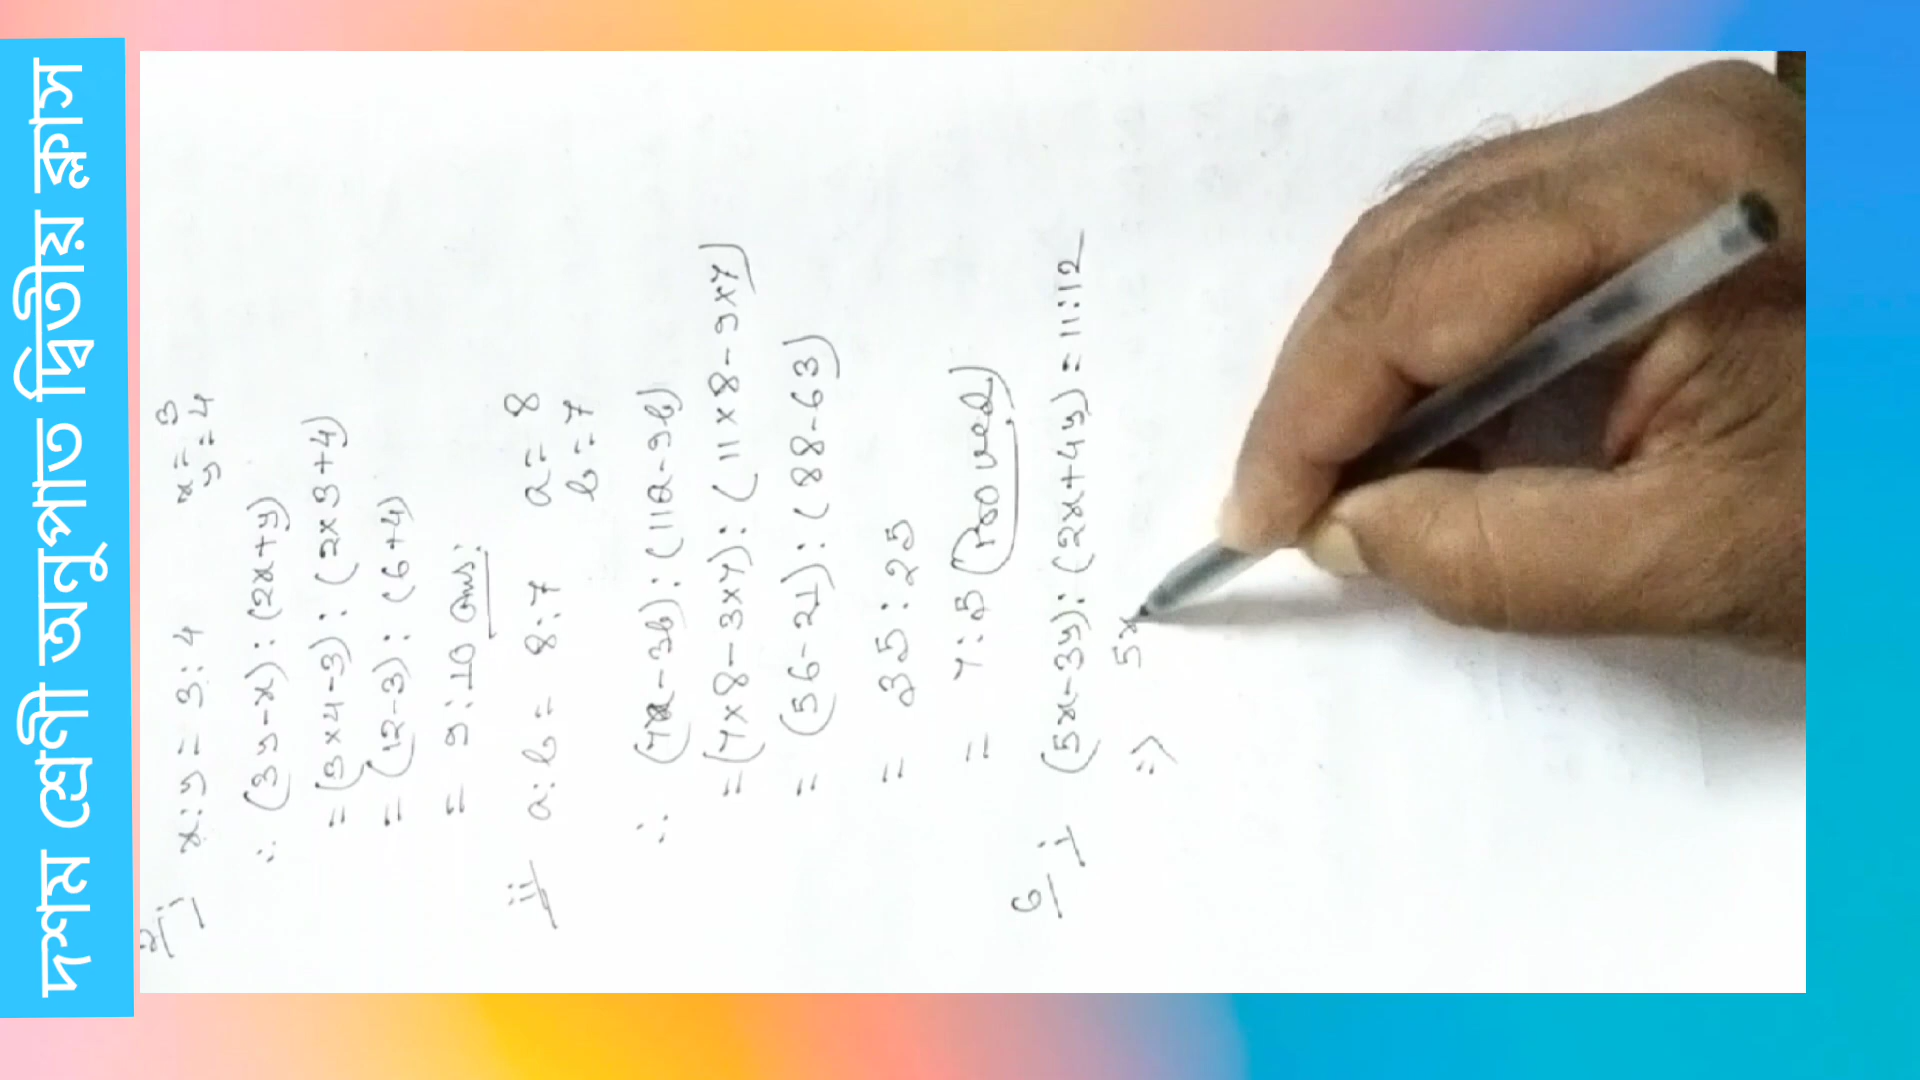 দশম শ্রেণী অনুপাত দ্বিতীয় ক্লাস
i x:y = 3:4 x=3
y=4
∴ (3y-x):(2x+y)
=(3×4-3):(2×3+4)
= (12-3):(6+4)
= 9:10 Ans:
ii a:b = 8:7 a=8
b=7
∴ (7a-3b):(11a-9b)
=(7×8-3×7):(11×8-9×7)
= (56-21):(88-63)
= 35:25
= 7:5 (Proved)
6 i (5x-3y):(2x+4y)=11:12
⇒ 5x